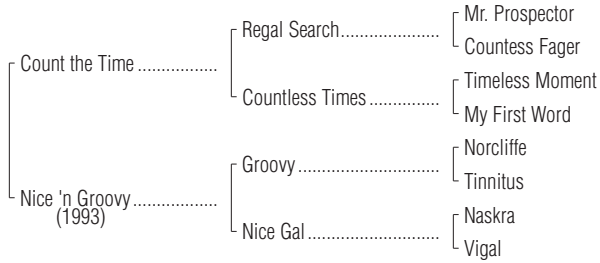 Mr. Prospector
Regal Search....................
Countess Fager
Count the Time ................
Timeless Moment
Countless Times ..............
My First Word
Norcliffe
Groovy .............................
Tinnitus
Nice 'n Groovy .................
(1993)
Naskra
Nice Gal...........................
Vigal